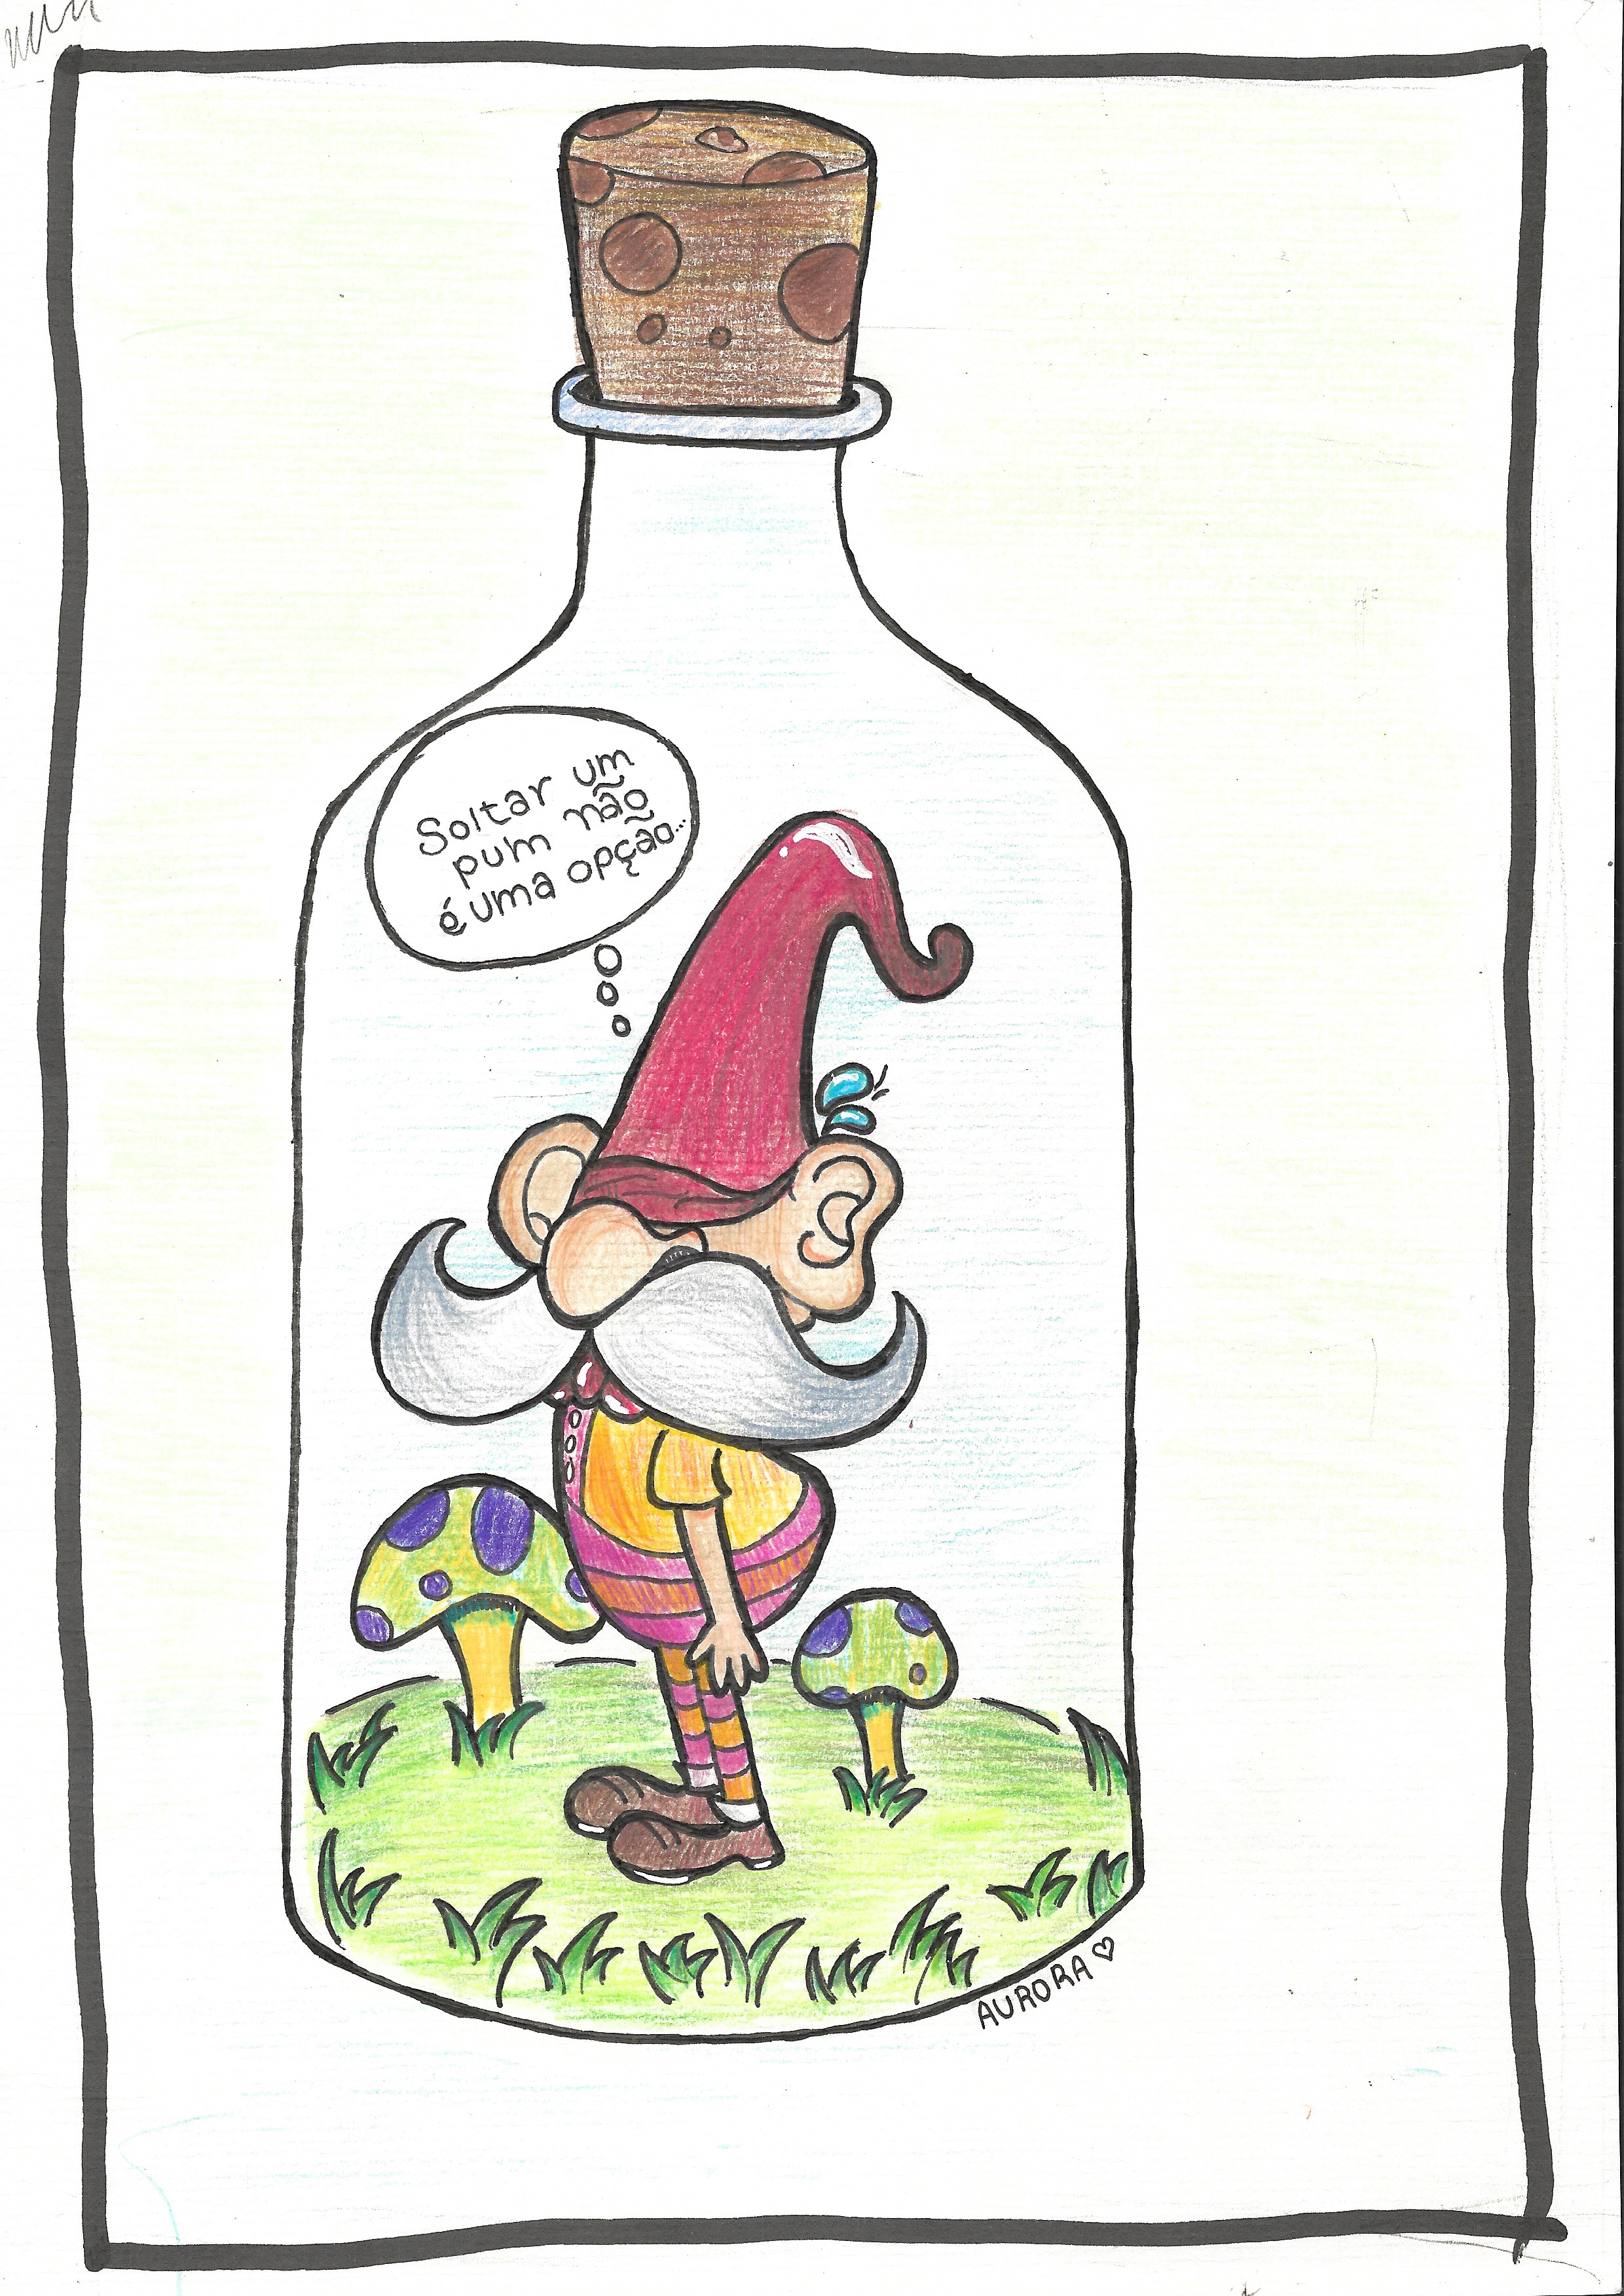 Soltar um
pum não
é uma opção...
AURORA ♡